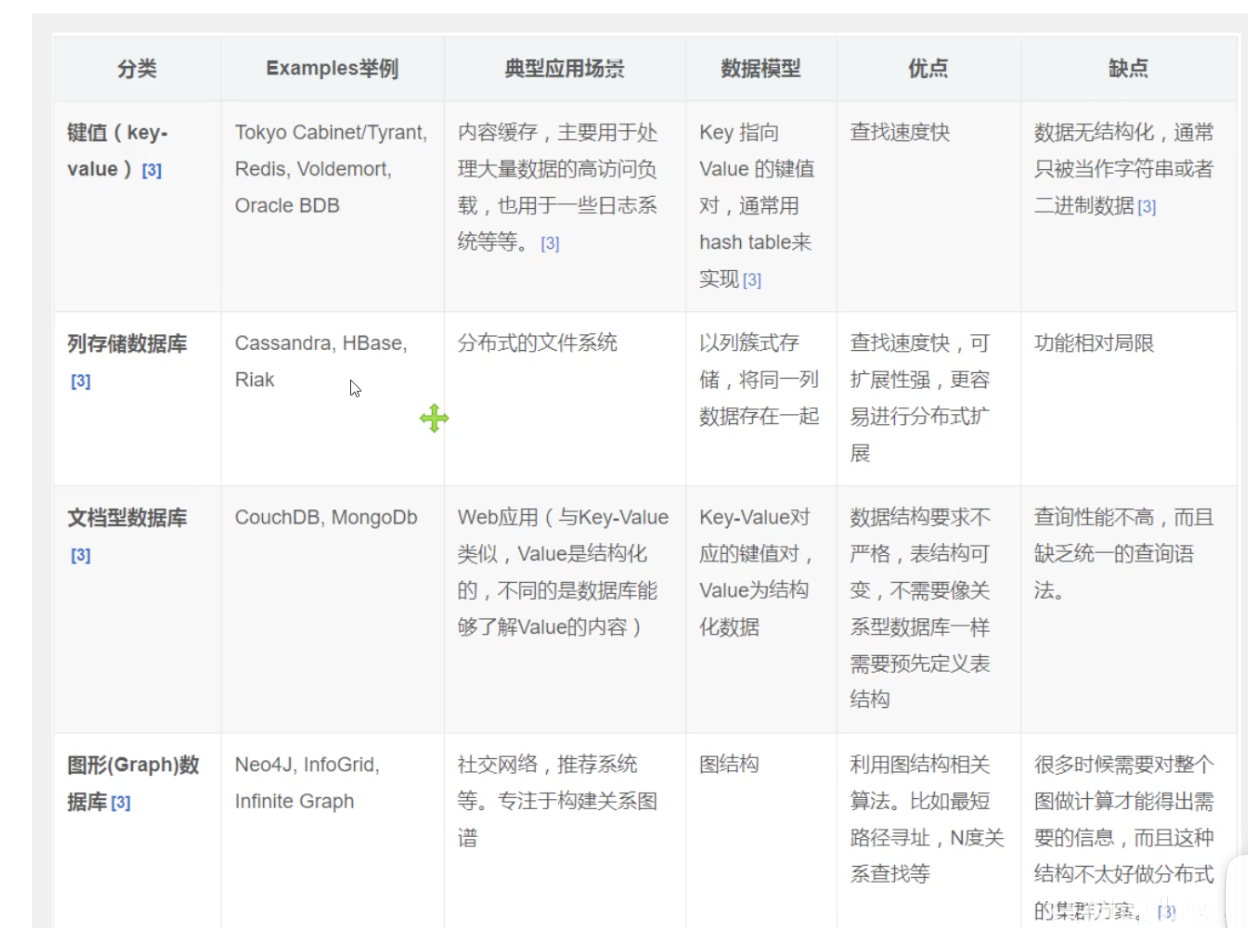 分类
Examples举例
典型应用场景
数据模型
优点
缺点
键值（key-
value）[3]
Tokyo Cabinet/Tyrant,
Redis, Voldemort,
Oracle BDB
内容缓存，主要用于处
理大量数据的高访问负
载，也用于一些日志系
统等等。[3]
Key 指向
Value 的键值
对，通常用
hash table来
实现[3]
查找速度快
数据无结构化，通常
只被当作字符串或者
二进制数据[3]
列存储数据库
[3]
Cassandra, HBase,
Riak
分布式的文件系统
以列簇式存
储，将同一列
数据存在一起
查找速度快，可
扩展性强，更容
易进行分布式扩
展
功能相对局限
文档型数据库
[3]
CouchDB, MongoDb
Web应用（与Key-Value
类似，Value是结构化
的，不同的是数据库能
够了解Value的内容）
Key-Value对
应的键值对，
Value为结构
化数据
数据结构要求不
严格，表结构可
变，不需要像关
系型数据库一样
需要预先定义表
结构
查询性能不高，而且
缺乏统一的查询语
法。
图形(Graph)数
据库[3]
Neo4J, InfoGrid,
Infinite Graph
社交网络，推荐系统
等。专注于构建关系图
谱
图结构
利用图结构相关
算法。比如最短
路径寻址，N度关
系查找等
很多时候需要对整个
图做计算才能得出需
要的信息，而且这种
结构不太好做分布式
的集群方案。[3]